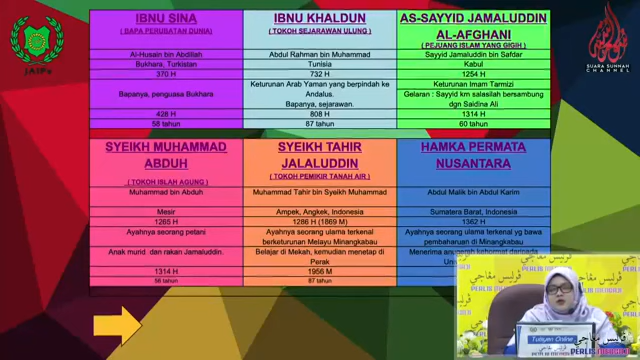 IBNU SINA
( BAPA PERUBATAN DUNIA)
Al-Husain bin Abdillah
Bukhara, Turkistan
370 H
Bapanya, penguasa Bukhara
428 H
58 tahun
IBNU KHALDUN
( TOKOH SEJARAWAN ULUNG)
Abdul Rahman bin Muhammad
Tunisia
732 H
Keturunan Arab Yaman yang berpindah ke
Andalus.
Bapanya, sejarawan.
808 H
87 tahun
AS-SAYYID JAMALUDDIN
AL-AFGHANI
( PEJUANG ISLAM YANG GIGIH)
Sayyid Jamaluddin bin Safdar
Kabul
1254 H
Keturunan Imam Tarmizi
Gelaran : Sayyid km salasilah bersambung
dgn Saidina Ali
1314 H
60 tahun
SYEIKH MUHAMMAD
ABDUH
( TOKOH ISLAH AGUNG)
Muhammad bin Abduh
Mesir
1265 H
Ayahnya seorang petani
Anak murid dan rakan Jamaluddin.
1314 H
56 tahun
SYEIKH TAHIR
JALALUDDIN
( TOKOH PEMIKIR TANAH AIR)
Muhammad Tahir bin Syeikh Muhammad
Ampek, Angkek, Indonesia
1286 H (1869 M)
Ayahnya seorang ulama terkenal
berketurunan Melayu Minangkabau
Belajar di Mekah, kemudian menetap di
Perak
1956 M
87 tahun
HAMKA PERMATA
NUSANTARA
Abdul Malik bin Abdul Karim
Sumatera Barat, Indonesia
1362 H
Ayahnya seorang ulama terkenal yg bawa
pembaharuan di Minangkabau
Menerima anugerah kehormat daripada
JAIPs
SUARA SUNNAH
CHANNEL
Tuisyen Online